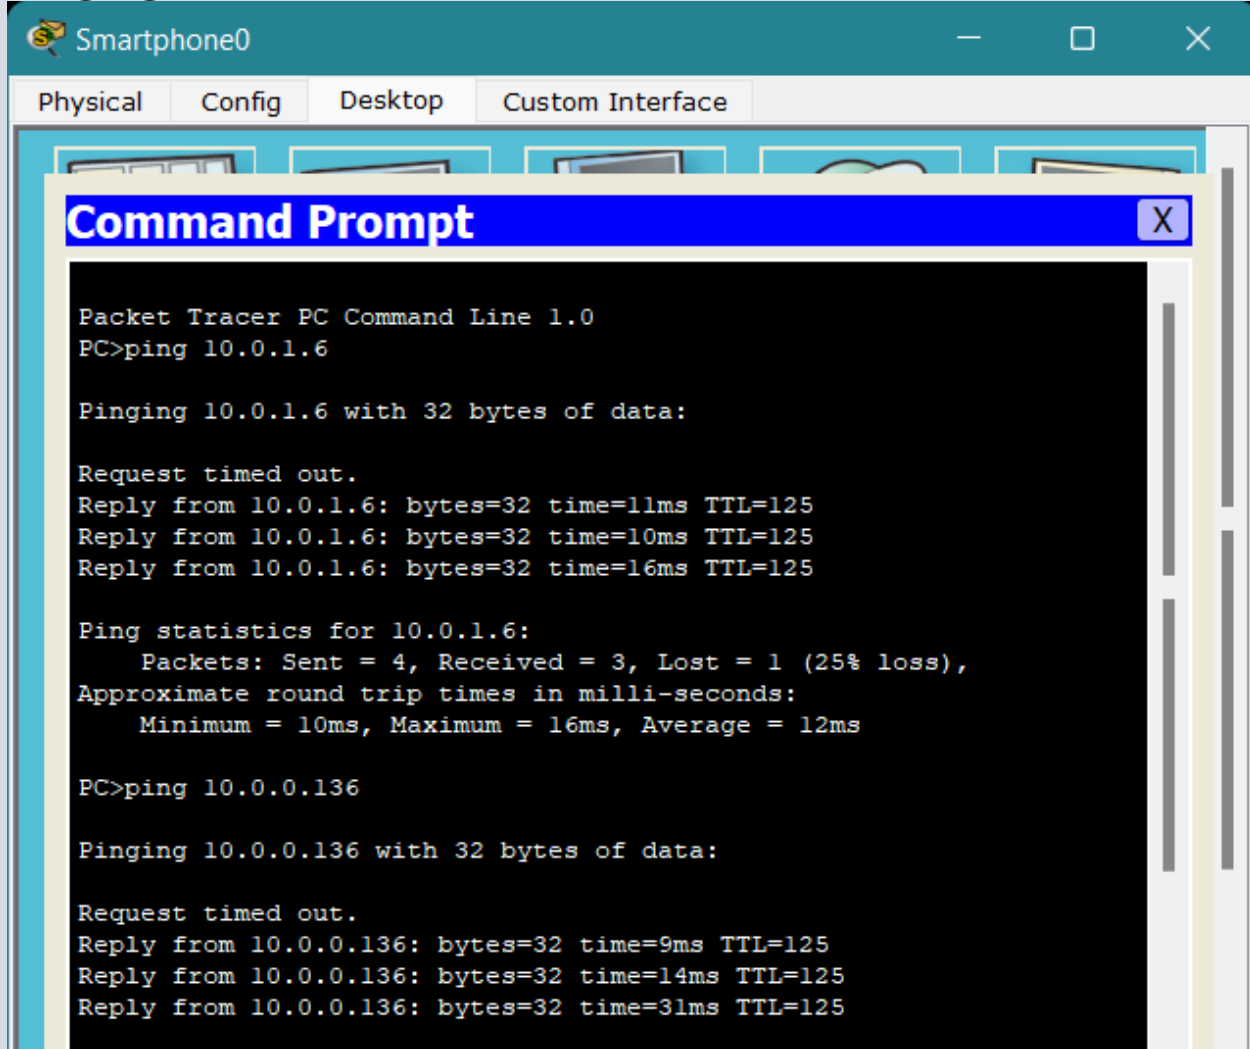 Smartphone0
Physical Config Desktop Custom Interface
Command Prompt X
Packet Tracer PC Command Line 1.0
PC>ping 10.0.1.6
Pinging 10.0.1.6 with 32 bytes of data:
Request timed out.
Reply from 10.0.1.6: bytes=32 time=11ms TTL=125
Reply from 10.0.1.6: bytes=32 time=10ms TTL=125
Reply from 10.0.1.6: bytes=32 time=16ms TTL=125
Ping statistics for 10.0.1.6:
Packets: Sent = 4, Received = 3, Lost = 1 (25% loss),
Approximate round trip times in milli-seconds:
Minimum = 10ms, Maximum = 16ms, Average = 12ms
PC>ping 10.0.0.136
Pinging 10.0.0.136 with 32 bytes of data:
Request timed out.
Reply from 10.0.0.136: bytes=32 time=9ms TTL=125
Reply from 10.0.0.136: bytes=32 time=14ms TTL=125
Reply from 10.0.0.136: bytes=32 time=31ms TTL=125